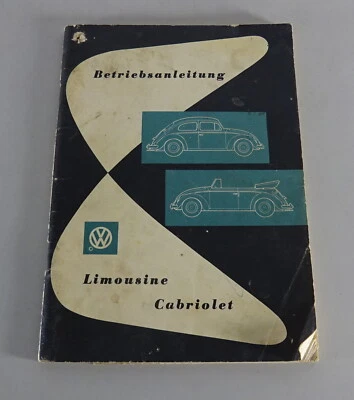 Betriebsanleitung
VW
©
Limousine
Cabriolet